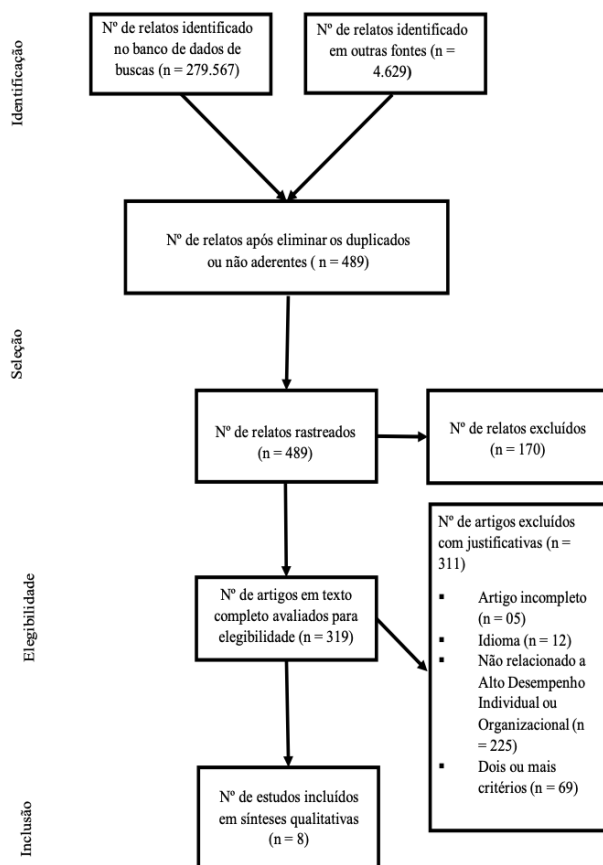 Identificação
Nº de relatos identificado
no banco de dados de
buscas (n = 279.567)
Nº de relatos identificado
em outras fontes (n =
4.629)
Nº de relatos após eliminar os duplicados
ou não aderentes ( n = 489)
Seleção
Nº de relatos rastreados
(n = 489)
Nº de relatos excluídos
(n = 170)
Elegibilidade
Nº de artigos em texto
completo avaliados para
elegibilidade (n = 319)
Nº de artigos excluídos
com justificativas (n =
311)
▪ Artigo incompleto
(n = 05)
▪ Idioma (n = 12)
▪ Não relacionado a
Alto Desempenho
Individual ou
Organizacional (n
= 225)
▪ Dois ou mais
critérios (n = 69)
Inclusão
Nº de estudos incluídos
em sínteses qualitativas
(n = 8)